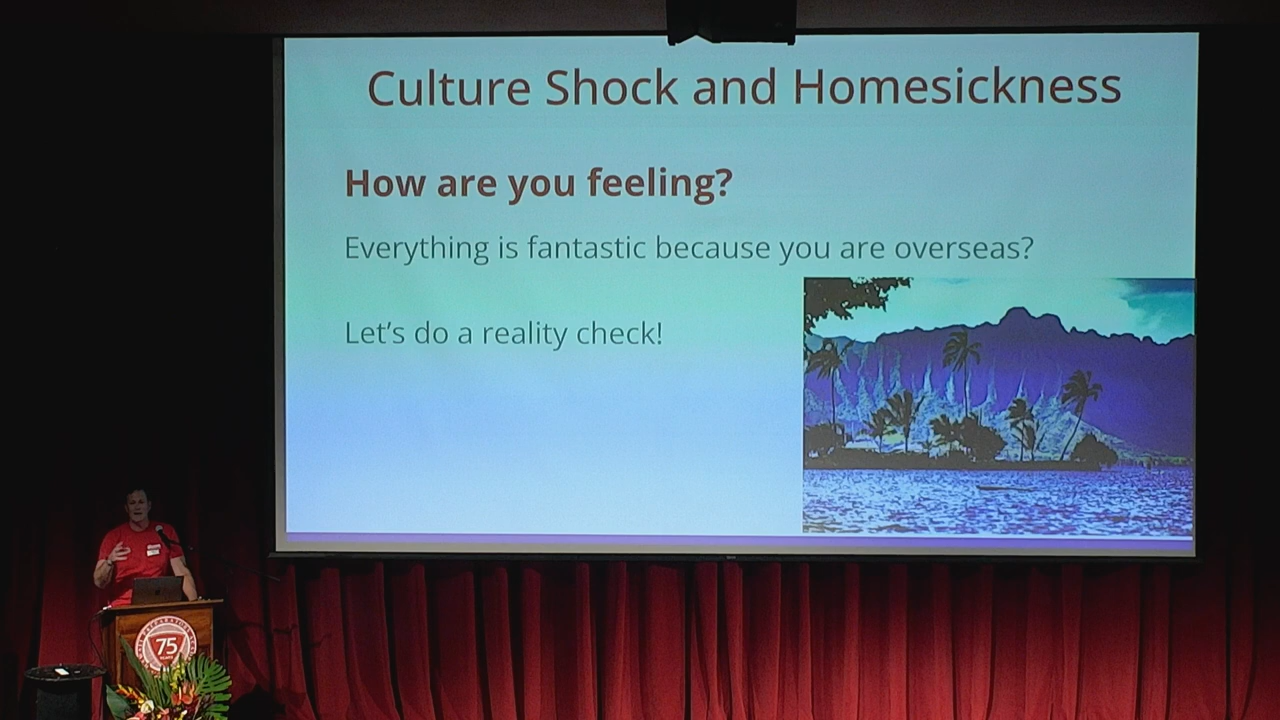 Culture Shock and Homesickness
How are you feeling?
Everything is fantastic because you are overseas?
Let's do a reality check!
75